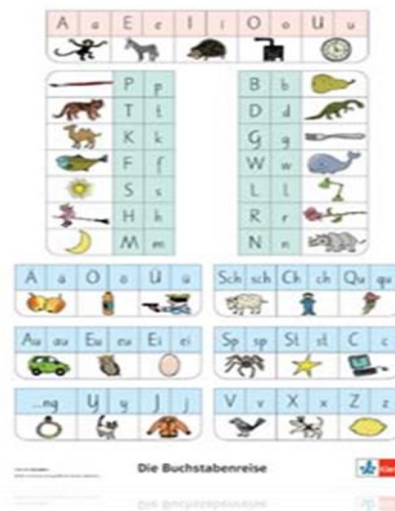 A a E e I i O o U u
P p B b
T t D d
K k G g
F f W w
S s L l
H h R r
M m N n
Ä ä Ö ö Ü ü Sch sch Ch ch Qu qu
Au au Eu eu Ei ei Sp sp St st C c
...ng Y y J j V v X x Z z
Die Buchstabenreise